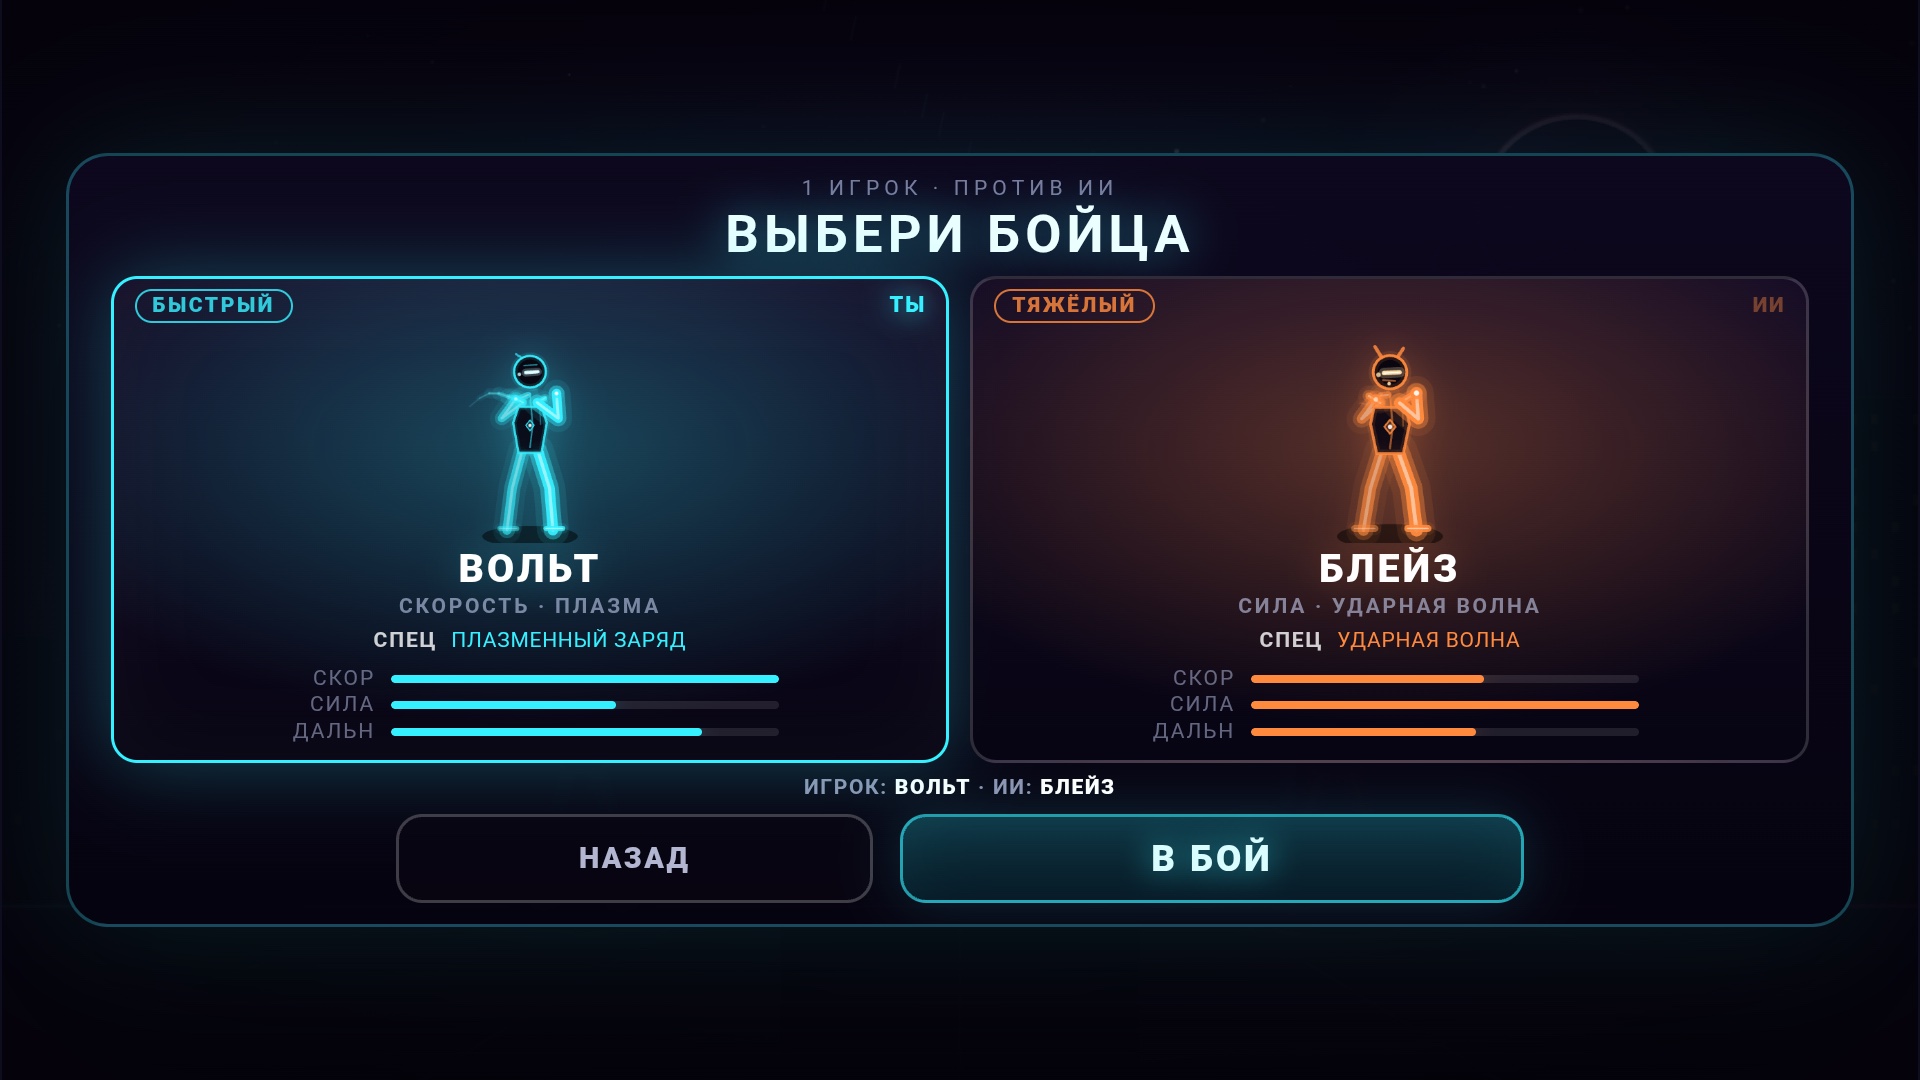 1 ИГРОК · ПРОТИВ ИИ
ВЫБЕРИ БОЙЦА
БЫСТРЫЙ
ТЫ
ВОЛЬТ
СКОРОСТЬ · ПЛАЗМА
СПЕЦ ПЛАЗМЕННЫЙ ЗАРЯД
СКОР
СИЛА
ДАЛЬН
ТЯЖЁЛЫЙ
ИИ
БЛЕЙЗ
СИЛА · УДАРНАЯ ВОЛНА
СПЕЦ УДАРНАЯ ВОЛНА
СКОР
СИЛА
ДАЛЬН
ИГРОК: ВОЛЬТ · ИИ: БЛЕЙЗ
НАЗАД
В БОЙ